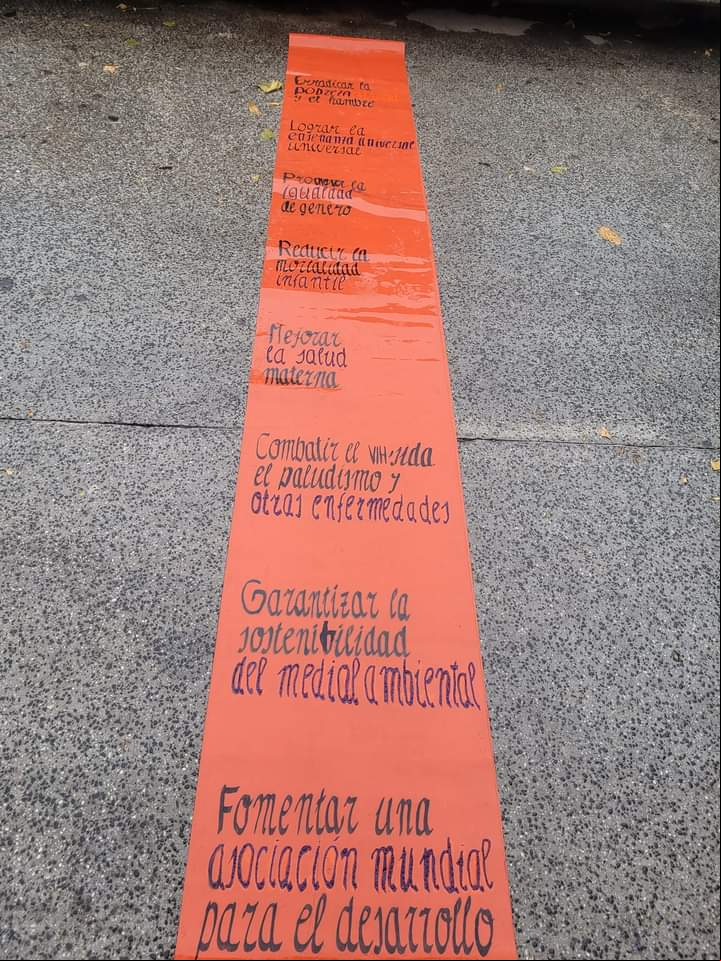 Erradicar la
pobreza
y el hambre
Lograr la
enseñanza universal
universal
Promover la
igualdad
de genero
Reducir la
mortalidad
infantil
Mejorar
la salud
materna
Combatir el VIH-sida
el paludismo y
otras enfermedades
Garantizar la
sostenibilidad
del medial ambiental
Fomentar una
asociación mundial
para el desarrollo